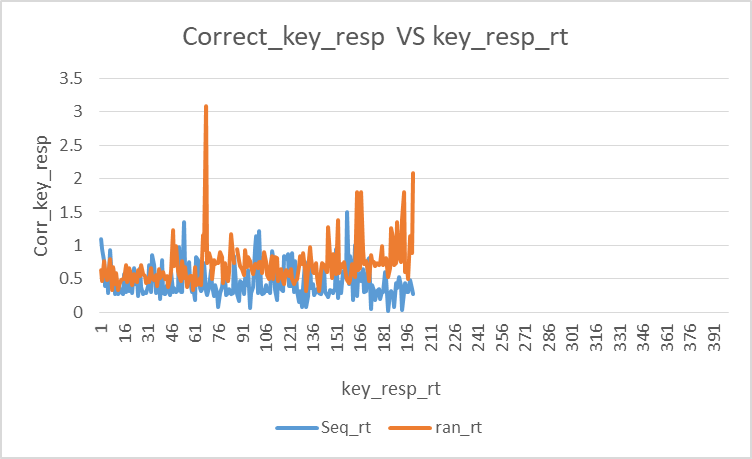 Correct_key_resp  VS key_resp_rt
3.5
3
2.5
2
1.5
1
0.5
0
Corr_key_resp
1 16 31 46 61 76 91 106 121 136 151 166 181 196 211 226 241 256 271 286 301 316 331 346 361 376 391
key_resp_rt
Seq_rt ran_rt